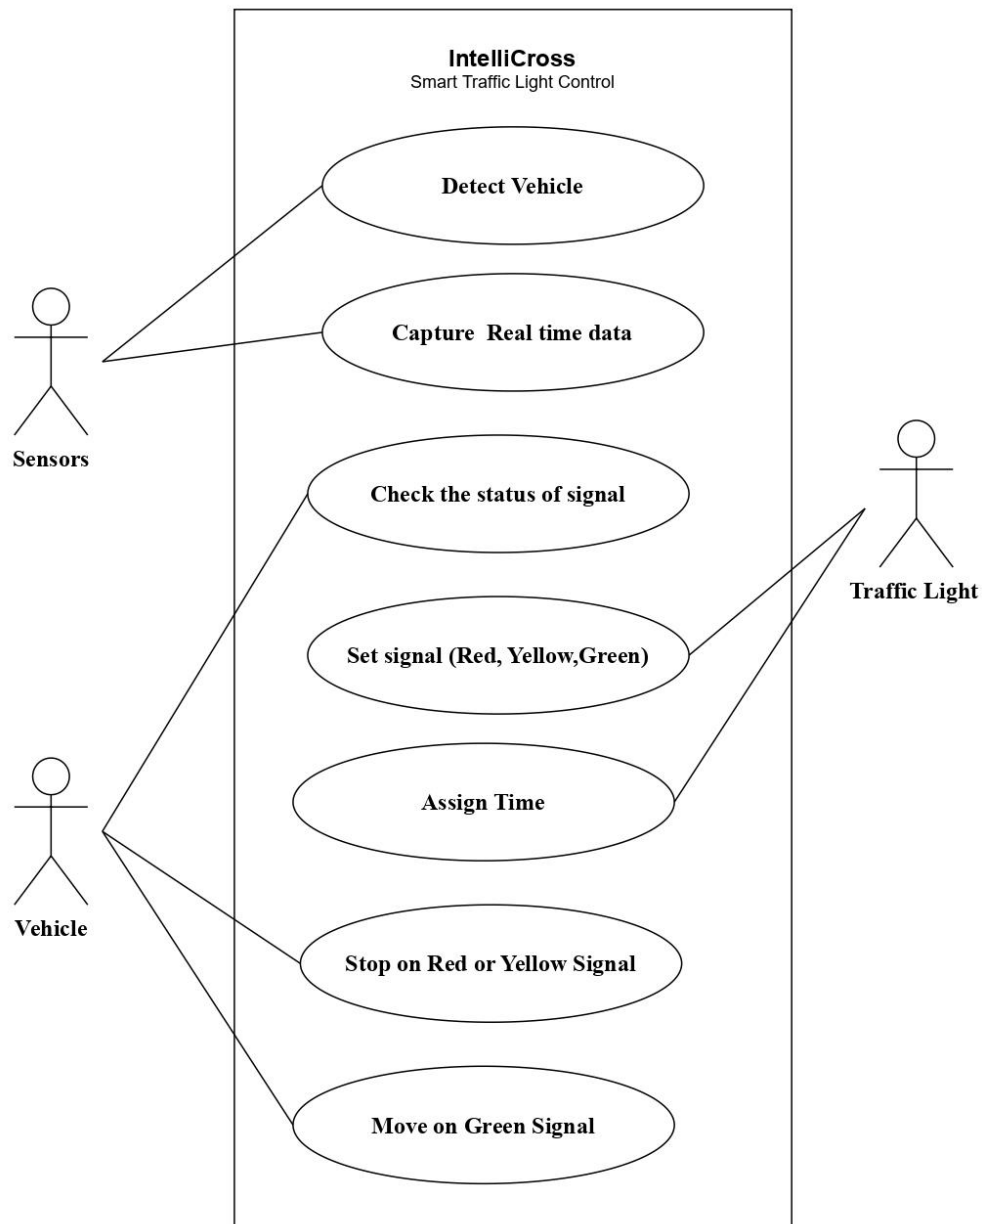 IntelliCross
Smart Traffic Light Control
Detect Vehicle
Capture  Real time data
Sensors
Check the status of signal
Traffic Light
Set signal (Red, Yellow,Green)
Assign Time
Vehicle
Stop on Red or Yellow Signal
Move on Green Signal